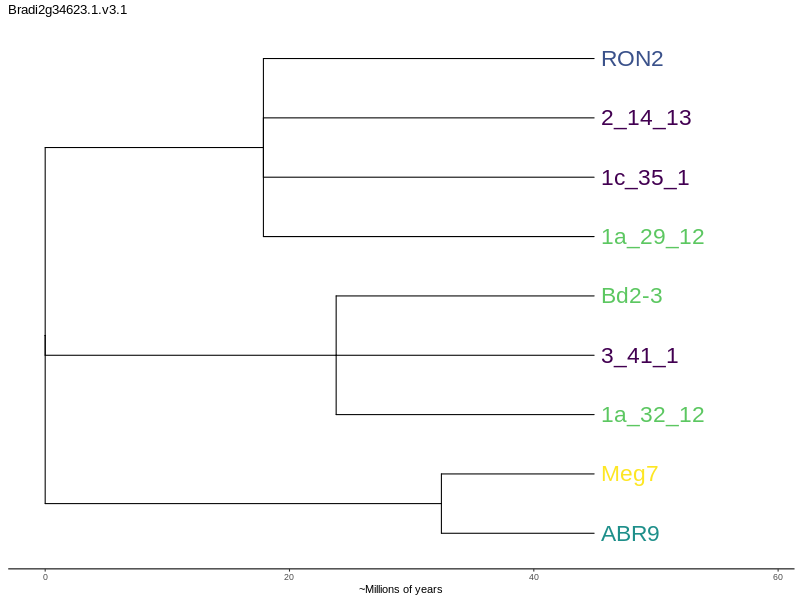 Bradi2g34623.1.v3.1
RON2
2_14_13
1c_35_1
1a_29_12
Bd2-3
3_41_1
1a_32_12
Meg7
ABR9
0 20 40 60
~Millions of years